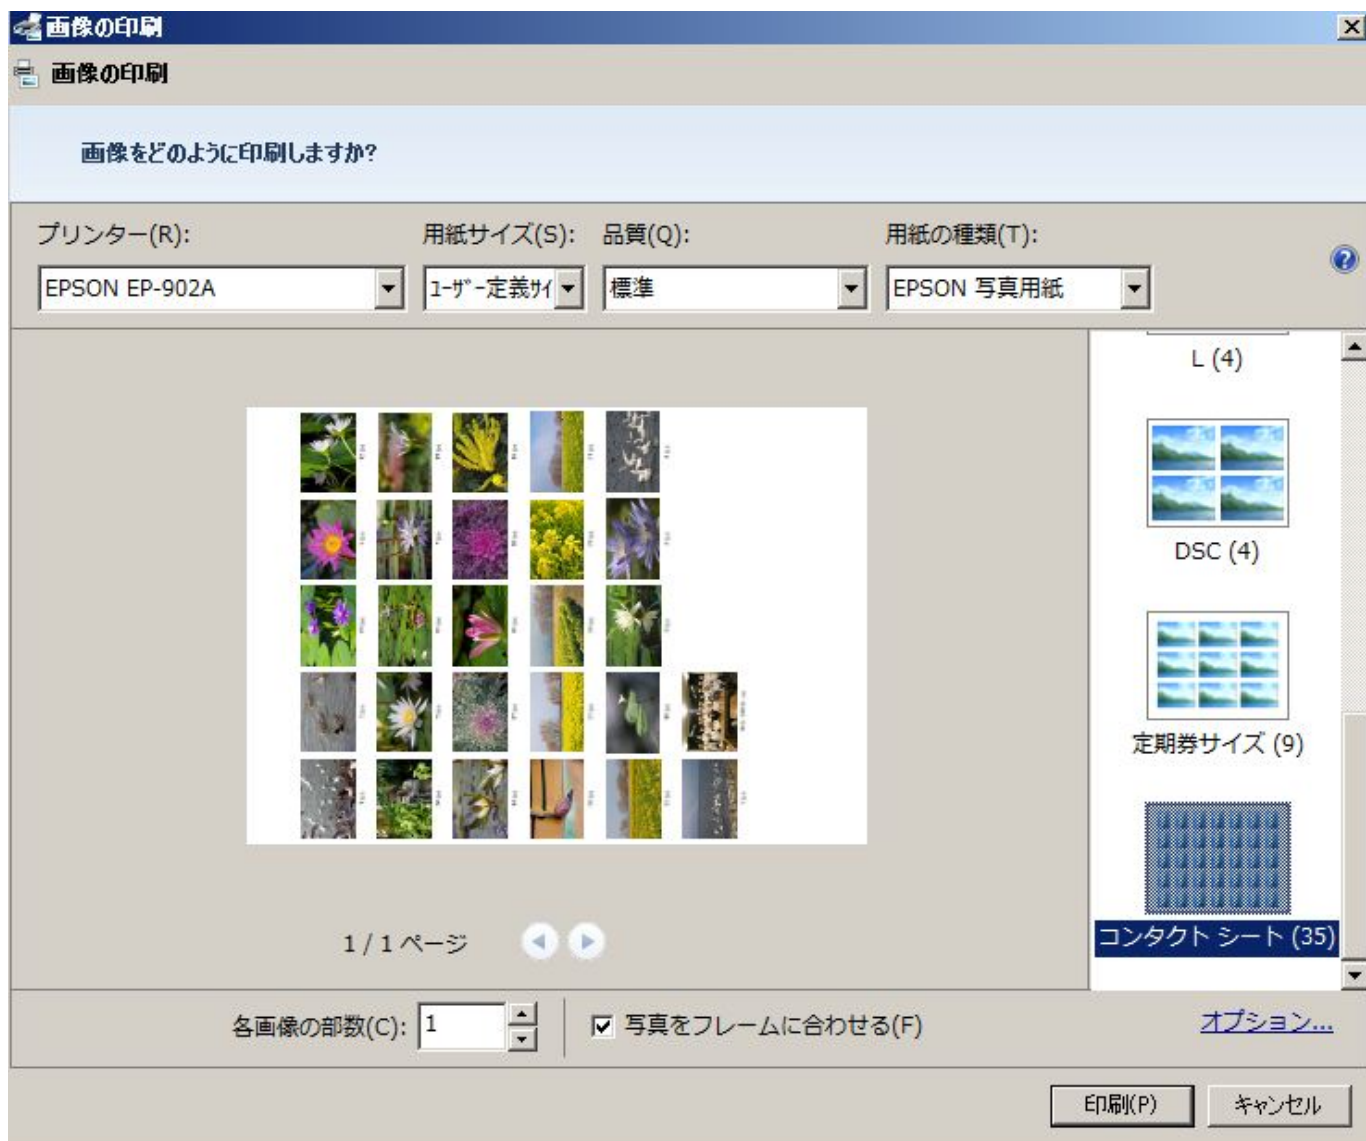 画像の印刷
画像の印刷
画像をどのように印刷しますか?
プリンター(R):
用紙サイズ(S):
品質(Q):
用紙の種類(T):
EPSON EP-902A
ユーザー定義サイ
標準
EPSON 写真用紙
L (4)
DSC (4)
定期券サイズ (9)
コンタクト シート (35)
1 / 1 ページ
各画像の部数(C):
1
写真をフレームに合わせる(F)
オプション...
印刷(P)
キャンセル